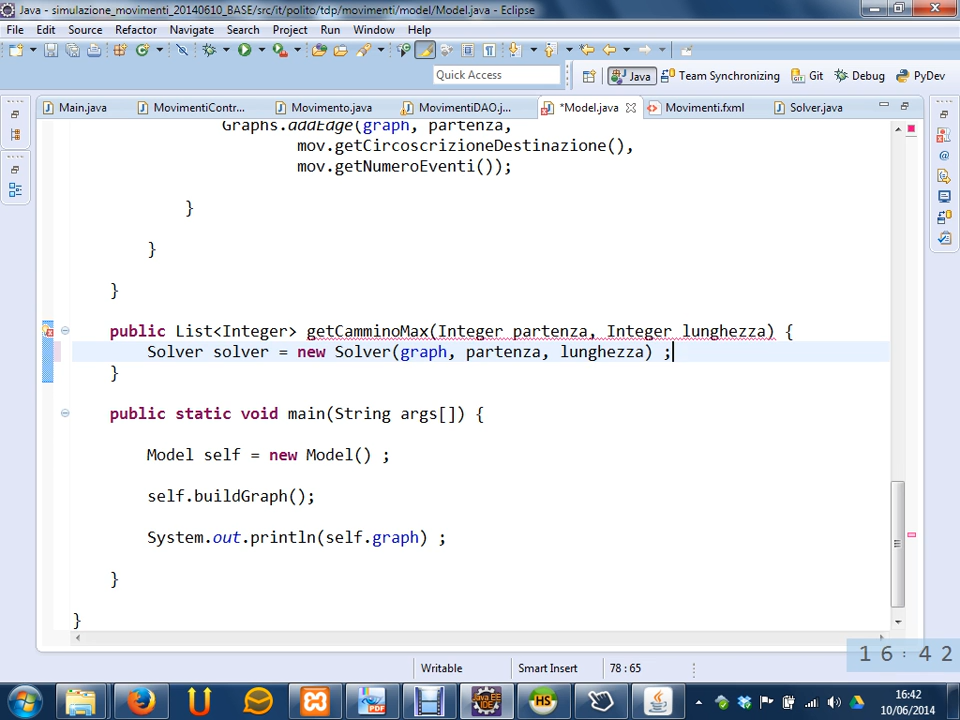 Java - simulazione_movimenti_20140610_BASE/src/it/polito/tdp/movimenti/model/Model.java - Eclipse
File Edit Source Refactor Navigate Search Project Run Window Help
Quick Access
Java Team Synchronizing Git Debug PyDev
Main.java MovimentiContr... Movimento.java MovimentiDAO.j... *Model.java Movimenti.fxml Solver.java
Graphs.addEdge(graph, partenza,
mov.getCircoscrizioneDestinazione(),
mov.getNumeroEventi());
}
}
}
public List<Integer> getCamminoMax(Integer partenza, Integer lunghezza) {
Solver solver = new Solver(graph, partenza, lunghezza) ;
}
public static void main(String args[]) {
Model self = new Model() ;
self.buildGraph();
System.out.println(self.graph) ;
}
}
16:42
Writable Smart Insert 78 : 65
16:42
10/06/2014